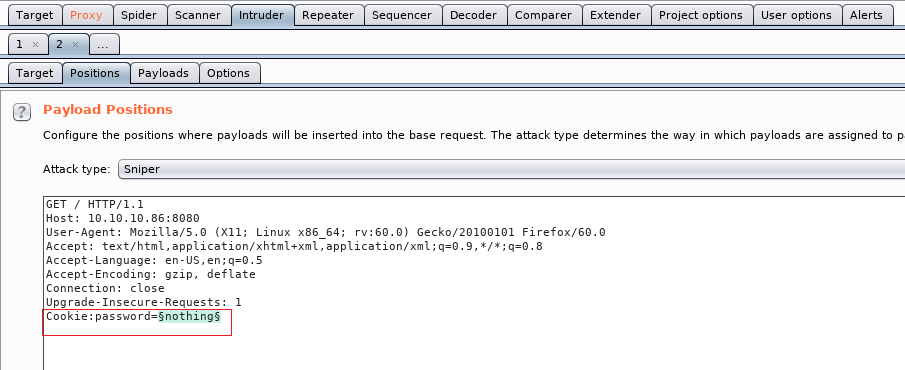 Target Proxy Spider Scanner Intruder Repeater Sequencer Decoder Comparer Extender Project options User options Alerts
1 × 2 × ...
Target Positions Payloads Options
? Payload Positions
Configure the positions where payloads will be inserted into the base request. The attack type determines the way in which payloads are assigned to p
Attack type: Sniper
GET / HTTP/1.1
Host: 10.10.10.86:8080
User-Agent: Mozilla/5.0 (X11; Linux x86_64; rv:60.0) Gecko/20100101 Firefox/60.0
Accept: text/html,application/xhtml+xml,application/xml;q=0.9,*/*;q=0.8
Accept-Language: en-US,en;q=0.5
Accept-Encoding: gzip, deflate
Connection: close
Upgrade-Insecure-Requests: 1
Cookie:password=§nothing§